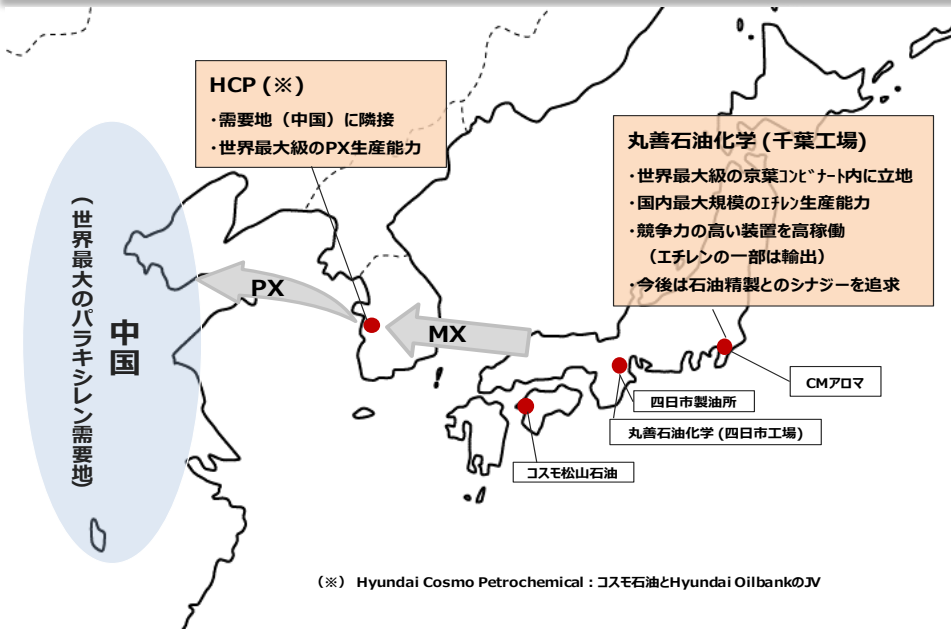 HCP (※)
・需要地（中国）に隣接
・世界最大級のPX生産能力
丸善石油化学 (千葉工場)
・世界最大級の京葉ｺﾝﾋﾞﾅｰﾄ内に立地
・国内最大規模のｴﾁﾚﾝ生産能力
・競争力の高い装置を高稼働
（エチレンの一部は輸出）
・今後は石油精製とのシナジーを追求
中国
(世界最大のパラキシレン需要地)
PX
MX
CMアロマ
四日市製油所
丸善石油化学 (四日市工場)
コスモ松山石油
（※） Hyundai Cosmo Petrochemical：コスモ石油とHyundai OilbankのJV